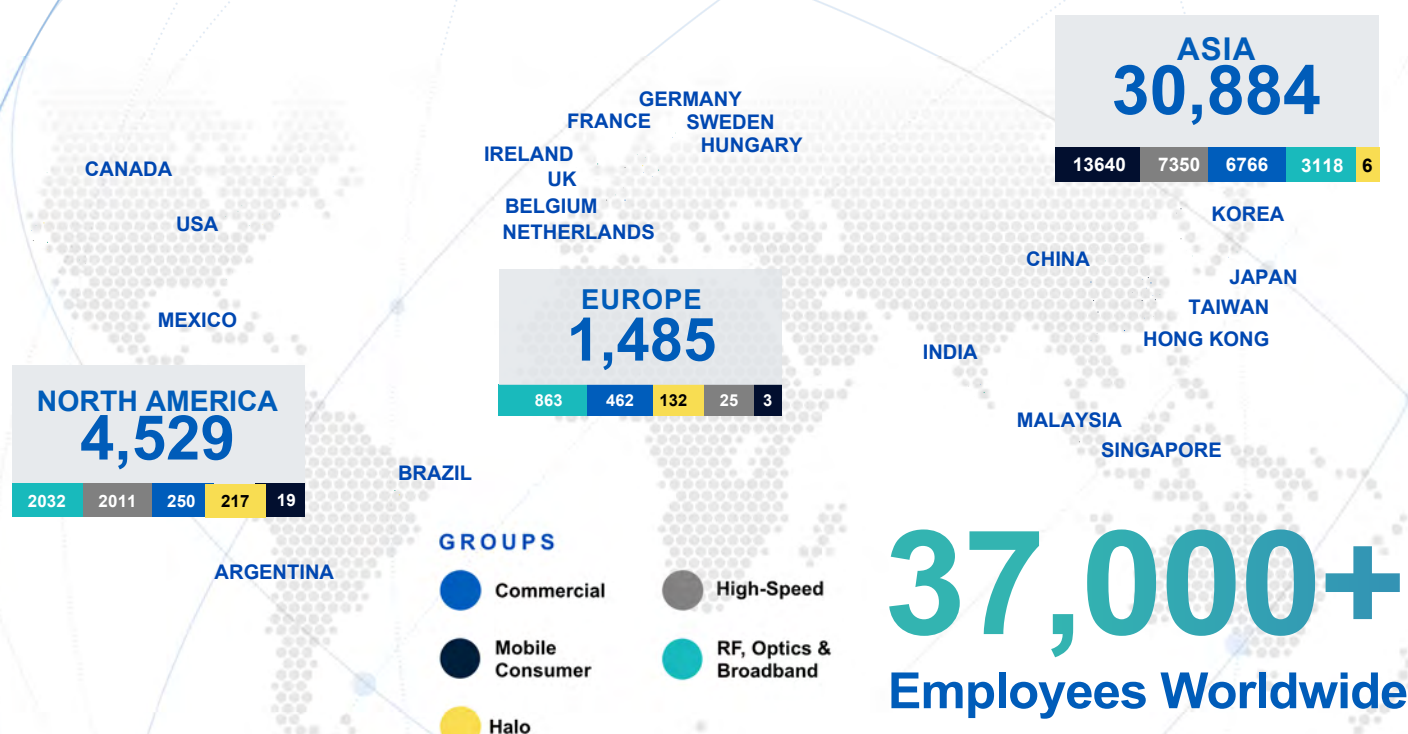 ASIA
30,884
13640 7350 6766 3118 6
GERMANY
FRANCE SWEDEN
HUNGARY
IRELAND
UK
BELGIUM
NETHERLANDS
CANADA
USA
MEXICO
KOREA
CHINA
JAPAN
TAIWAN
HONG KONG
INDIA
MALAYSIA
SINGAPORE
EUROPE
1,485
863 462 132 25 3
NORTH AMERICA
4,529
2032 2011 250 217 19
BRAZIL
ARGENTINA
GROUPS
Commercial
High-Speed
Mobile
Consumer
RF, Optics &
Broadband
Halo
37,000+
Employees Worldwide